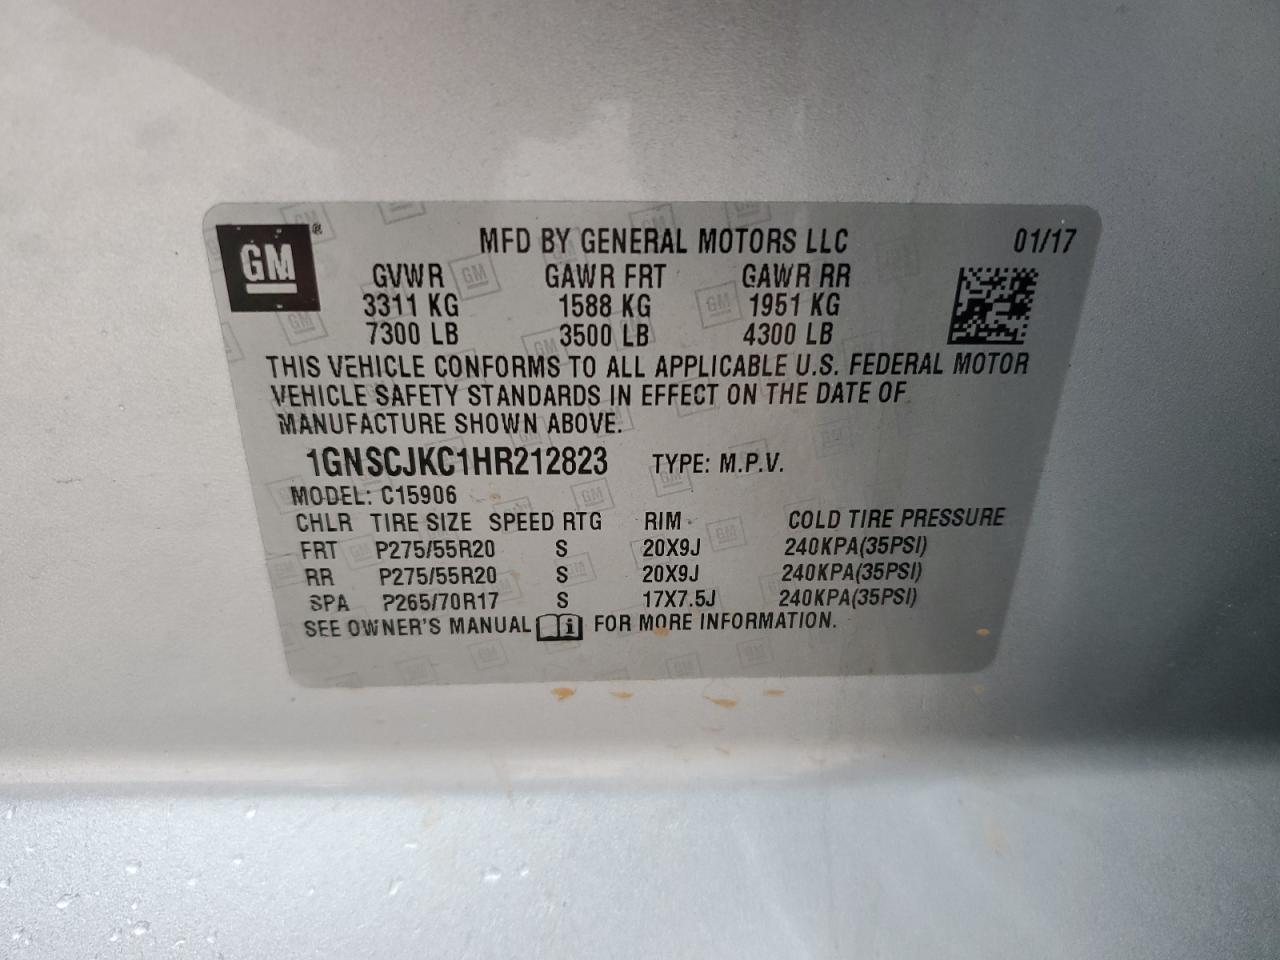 GM ®
MFD BY GENERAL MOTORS LLC 01/17
GVWR GAWR FRT GAWR RR
3311 KG 1588 KG 1951 KG
7300 LB 3500 LB 4300 LB
THIS VEHICLE CONFORMS TO ALL APPLICABLE U.S. FEDERAL MOTOR
VEHICLE SAFETY STANDARDS IN EFFECT ON THE DATE OF
MANUFACTURE SHOWN ABOVE.
1GNSCJKC1HR212823 TYPE: M.P.V.
MODEL: C15906
CHLR TIRE SIZE SPEED RTG RIM COLD TIRE PRESSURE
FRT P275/55R20 S 20X9J 240KPA(35PSI)
RR P275/55R20 S 20X9J 240KPA(35PSI)
SPA P265/70R17 S 17X7.5J 240KPA(35PSI)
SEE OWNER'S MANUAL i FOR MORE INFORMATION.